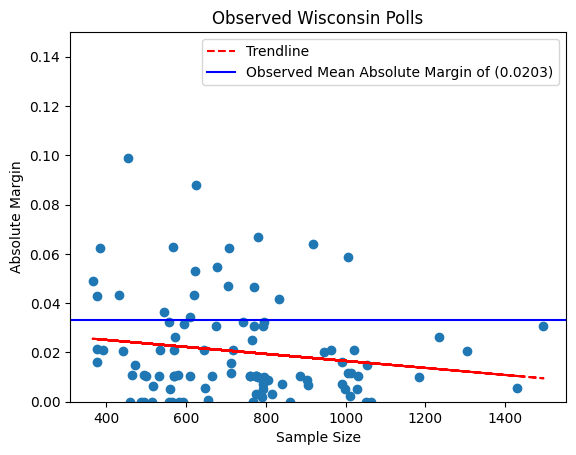 Observed Wisconsin Polls
Trendline
Observed Mean Absolute Margin of (0.0203)
Absolute Margin
0.14
0.12
0.10
0.08
0.06
0.04
0.02
0.00
400 600 800 1000 1200 1400
Sample Size